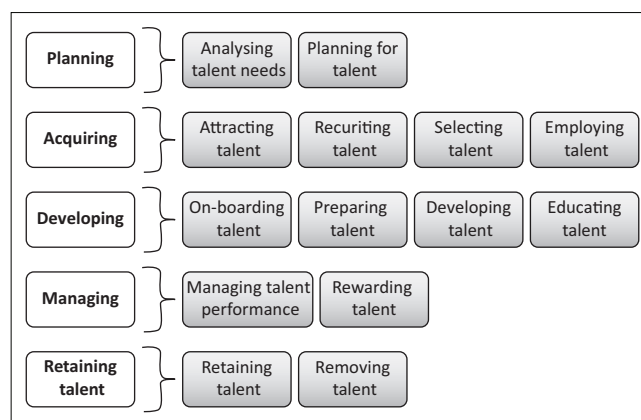 Planning
Analysing
talent needs
Planning for
talent
Acquiring
Attracting
talent
Recuriting
talent
Selecting
talent
Employing
talent
Developing
On-boarding
talent
Preparing
talent
Developing
talent
Educating
talent
Managing
Managing talent
performance
Rewarding
talent
Retaining
talent
Retaining
talent
Removing
talent